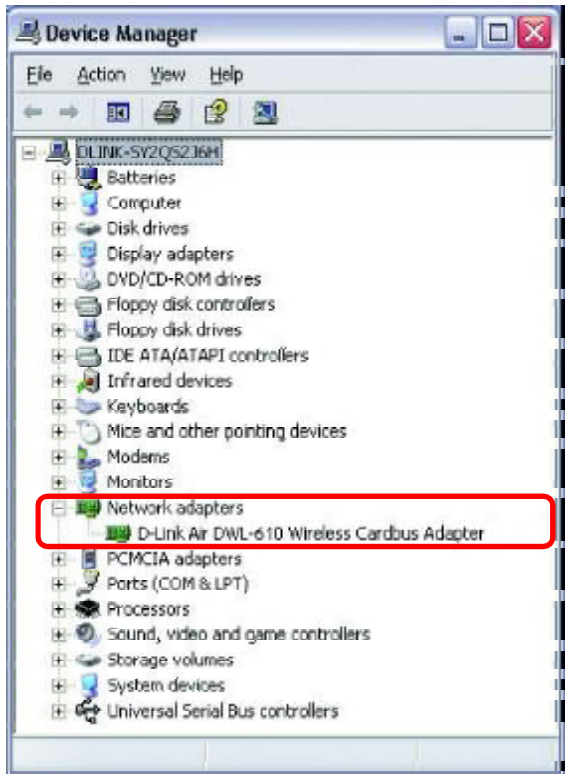 Device Manager
File Action View Help
DLINK-SY2QS2J6H
Batteries
Computer
Disk drives
Display adapters
DVD/CD-ROM drives
Floppy disk controllers
Floppy disk drives
IDE ATA/ATAPI controllers
Infrared devices
Keyboards
Mice and other pointing devices
Modems
Monitors
Network adapters
D-Link Air DWL-610 Wireless Cardbus Adapter
PCMCIA adapters
Ports (COM & LPT)
Processors
Sound, video and game controllers
Storage volumes
System devices
Universal Serial Bus controllers